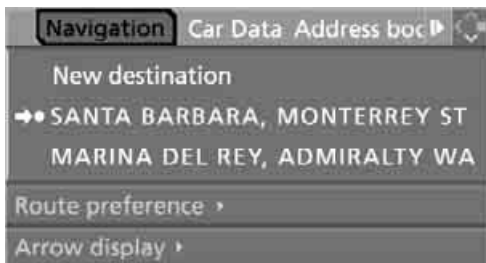 Navigation Car Data Address boc
New destination
SANTA BARBARA, MONTERREY ST
MARINA DEL REY, ADMIRALTY WA
Route preference
Arrow display